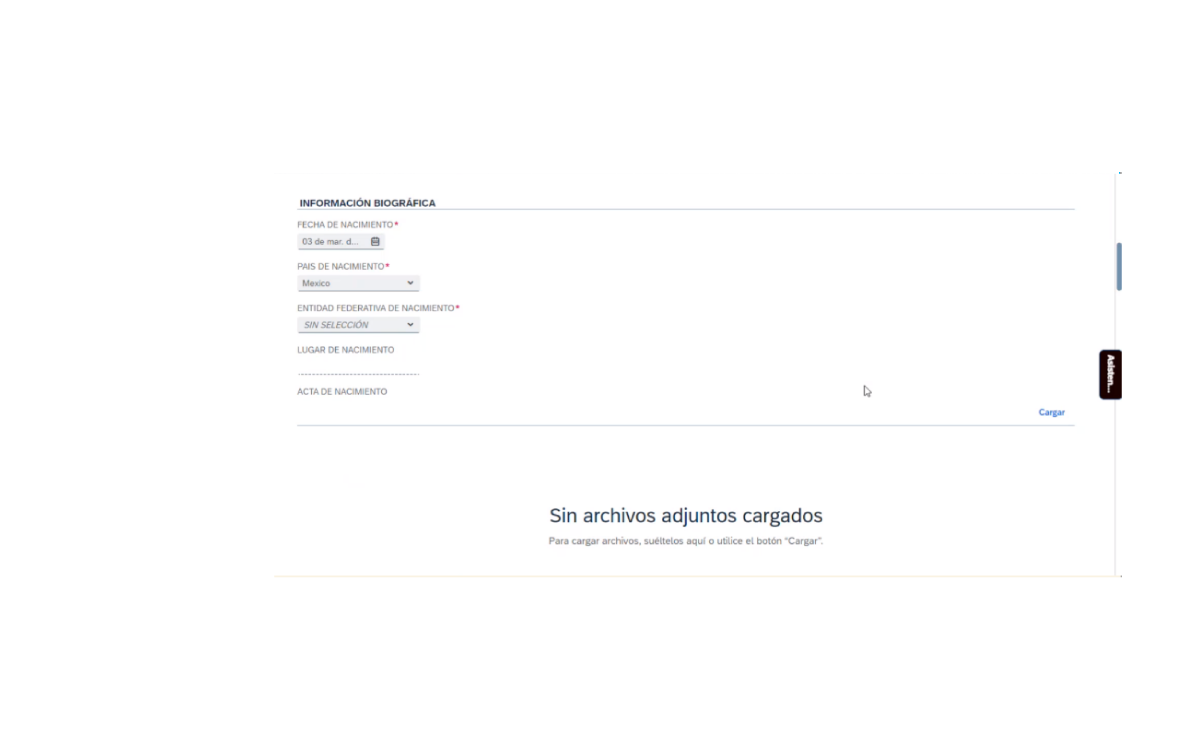 INFORMACIÓN BIOGRÁFICA
FECHA DE NACIMIENTO*
03 de mar. d...
PAIS DE NACIMIENTO*
Mexico
ENTIDAD FEDERATIVA DE NACIMIENTO*
SIN SELECCIÓN
LUGAR DE NACIMIENTO
ACTA DE NACIMIENTO
Cargar
Asisten...
Sin archivos adjuntos cargados
Para cargar archivos, suéltelos aquí o utilice el botón "Cargar".